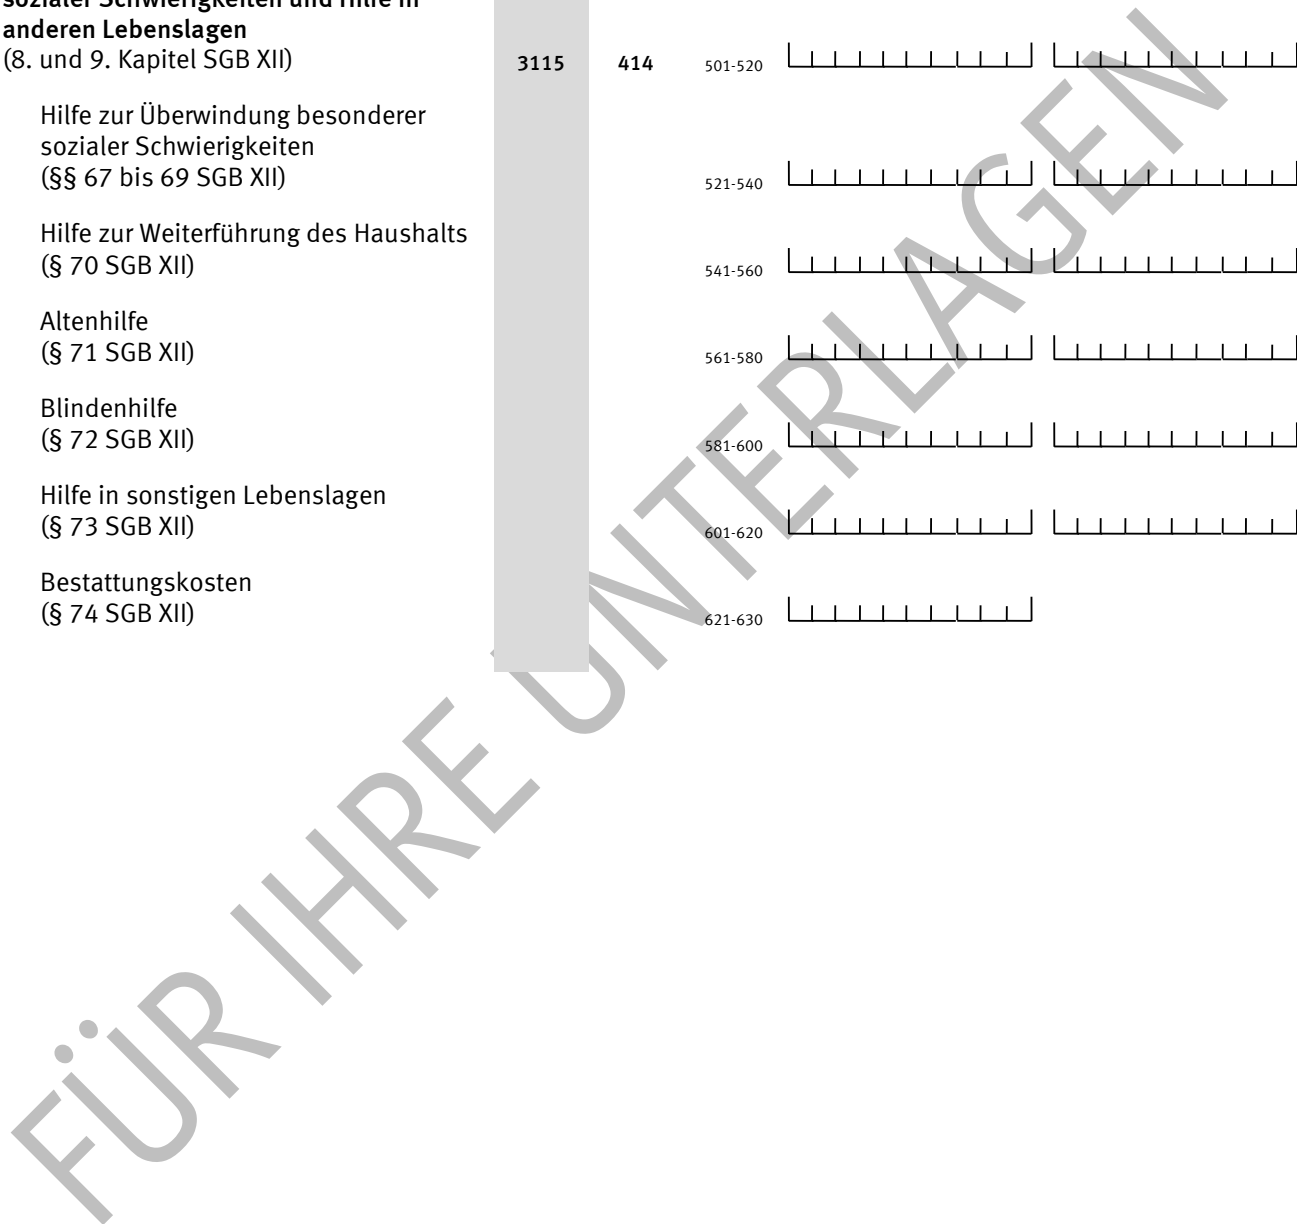 sozialer Schwierigkeiten und Hilfe in
anderen Lebenslagen
(8. und 9. Kapitel SGB XII) 3115 414 501-520
Hilfe zur Überwindung besonderer
sozialer Schwierigkeiten
(§§ 67 bis 69 SGB XII) 521-540
Hilfe zur Weiterführung des Haushalts
(§ 70 SGB XII) 541-560
Altenhilfe
(§ 71 SGB XII) 561-580
Blindenhilfe
(§ 72 SGB XII) 581-600
Hilfe in sonstigen Lebenslagen
(§ 73 SGB XII) 601-620
Bestattungskosten
(§ 74 SGB XII) 621-630
FÜR IHRE UNTERLAGEN